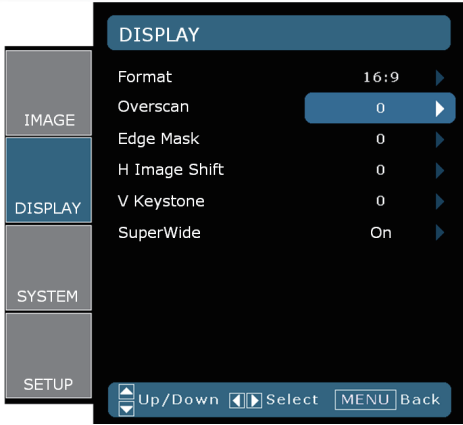 DISPLAY
IMAGE
DISPLAY
SYSTEM
SETUP
Format 16:9
Overscan 0
Edge Mask 0
H Image Shift 0
V Keystone 0
SuperWide On
Up/Down Select MENU Back